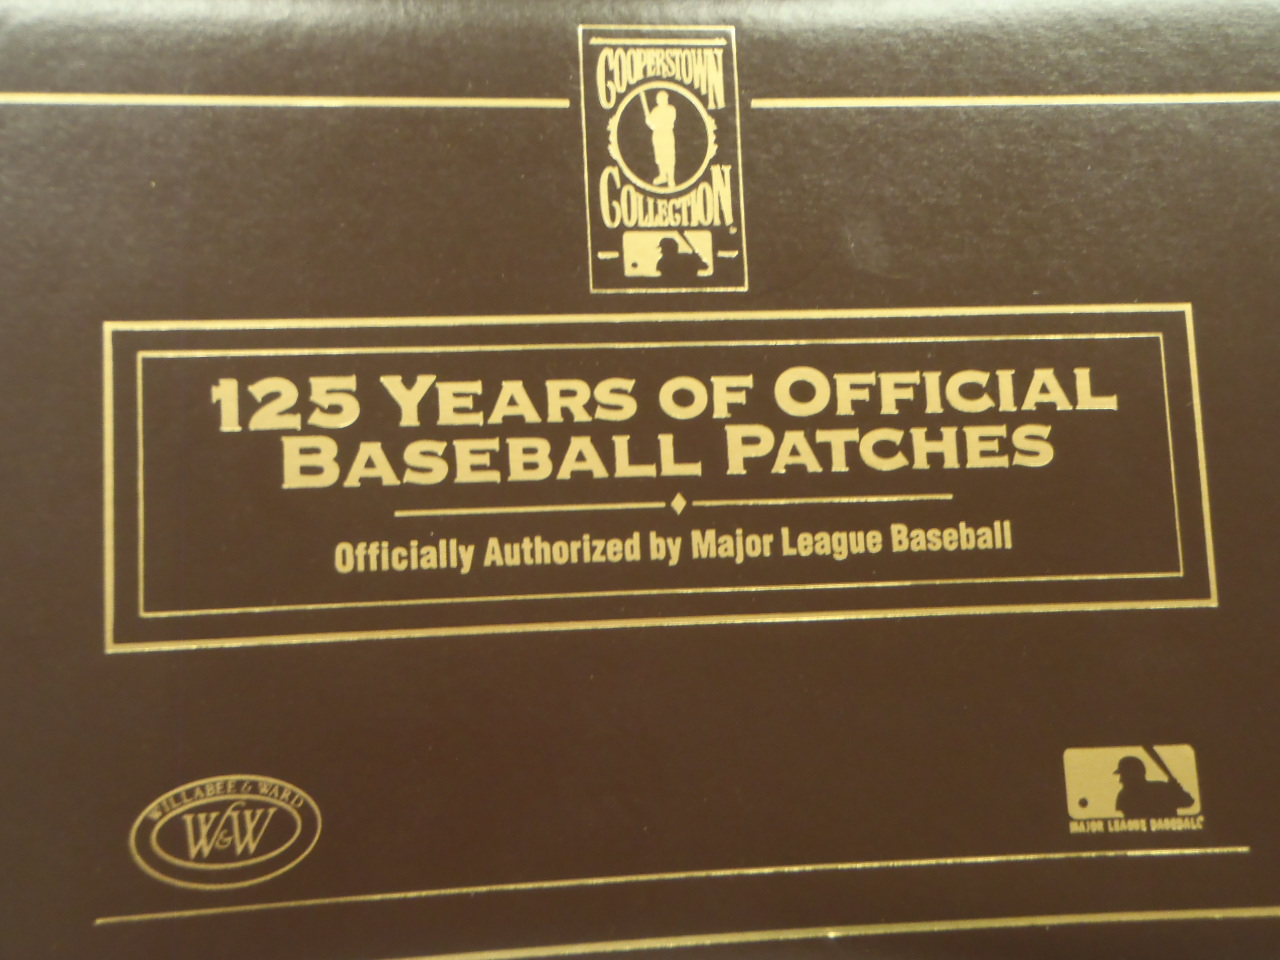 COOPERSTOWN
COLLECTION
125 YEARS OF OFFICIAL
BASEBALL PATCHES
Officially Authorized by Major League Baseball
WILLABEE & WARD
W&W
MAJOR LEAGUE BASEBALL